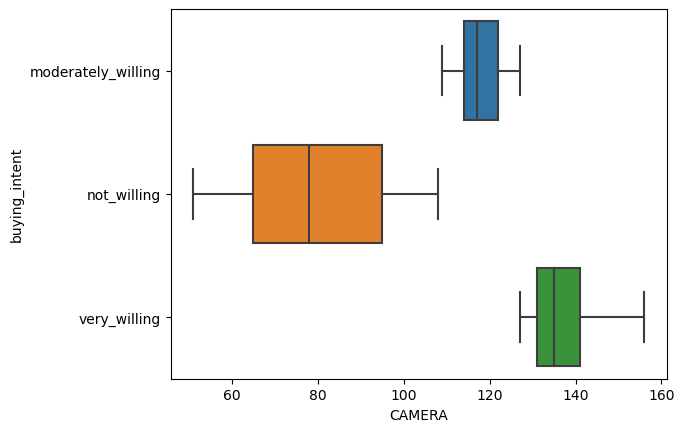 moderately_willing
not_willing
very_willing
buying_intent
60 80 100 120 140 160
CAMERA